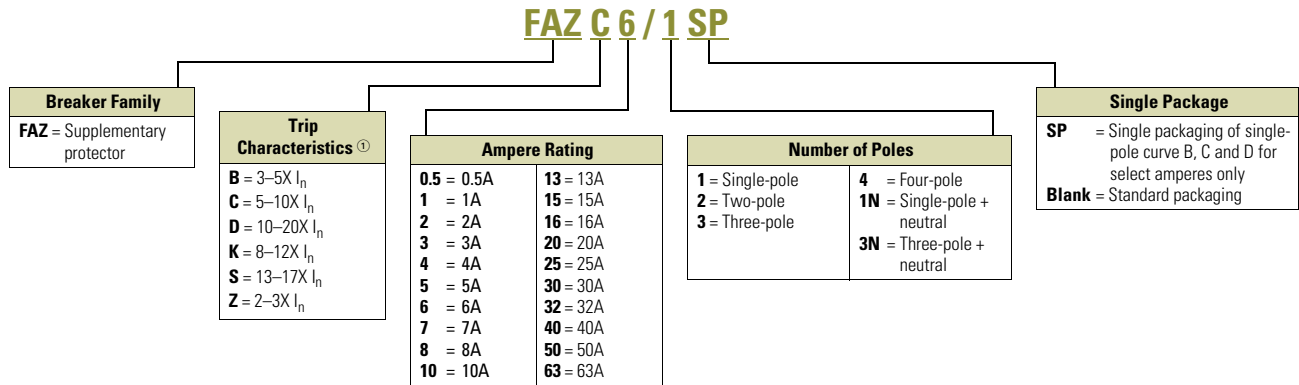 FAZ C 6 / 1 SP
Breaker Family
FAZ = Supplementary
protector
Trip
Characteristics ①
B = 3–5X In
C = 5–10X In
D = 10–20X In
K = 8–12X In
S = 13–17X In
Z = 2–3X In
Ampere Rating
0.5 = 0.5A
1 = 1A
2 = 2A
3 = 3A
4 = 4A
5 = 5A
6 = 6A
7 = 7A
8 = 8A
10 = 10A
13 = 13A
15 = 15A
16 = 16A
20 = 20A
25 = 25A
30 = 30A
32 = 32A
40 = 40A
50 = 50A
63 = 63A
Number of Poles
1 = Single-pole
2 = Two-pole
3 = Three-pole
4 = Four-pole
1N = Single-pole +
neutral
3N = Three-pole +
neutral
Single Package
SP = Single packaging of single-
pole curve B, C and D for
select amperes only
Blank = Standard packaging